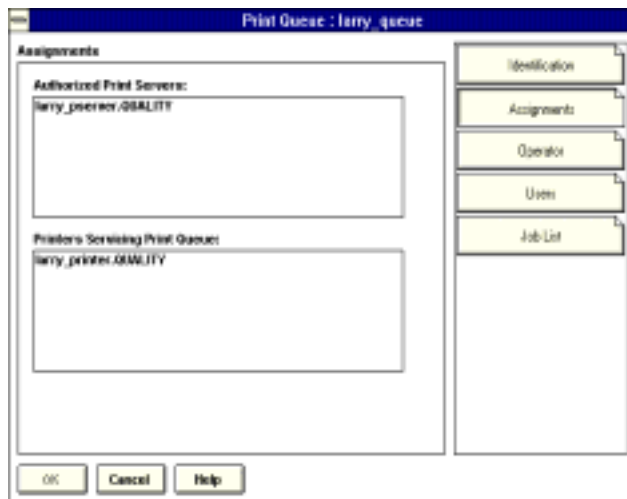 Print Queue : larry_queue
Assignments
Authorized Print Servers:
larry_pserver.QUALITY
Printers Servicing Print Queue:
larry_printer.QUALITY
Identification
Assignments
Operator
Users
Job List
OK
Cancel
Help